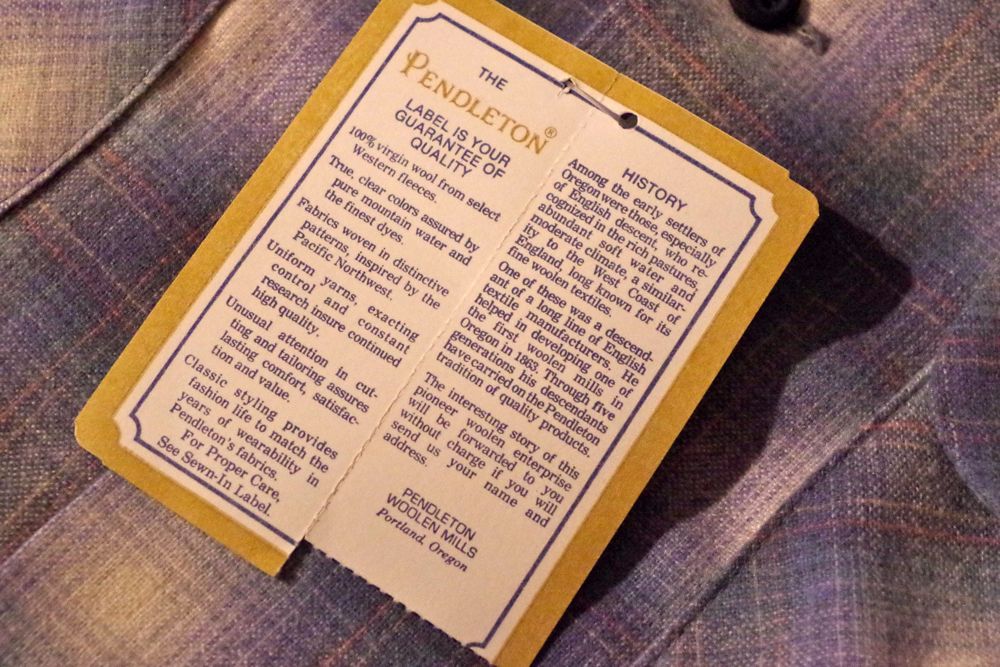 THE
PENDLETON®
LABEL IS YOUR
GUARANTEE OF
QUALITY
100% virgin wool from select
Western fleeces.
True, clear colors assured by
pure mountain water and
the finest dyes.
Fabrics woven in distinctive
patterns, inspired by the
Pacific Northwest.
Uniform yarns, exacting
control and constant
research insure continued
high quality.
Unusual attention in cut-
ting and tailoring assures
lasting comfort, satisfac-
tion and value.
Classic styling provides
fashion life to match the
years of wearability in
Pendleton's fabrics.
For Proper Care,
See Sewn-In Label.
HISTORY
Among the early settlers of
Oregon were those, especially
of English descent, who re-
cognized in the rich pasture,
abundant soft water and
moderate climate, a similar-
ity to the West Coast of
England, long known for its
fine woolen textiles.
One of these was a descend-
ant of a long line of English
textile manufacturers. He
helped in developing one of
the first woolen mills in
Oregon in 1863. Through five
generations his descendants
have carried on the Pendleton
tradition of quality products.
The interesting story of this
pioneer woolen enterprise
will be forwarded to you
without charge if you will
send us your name and
address.
PENDLETON
WOOLEN MILLS
Portland, Oregon